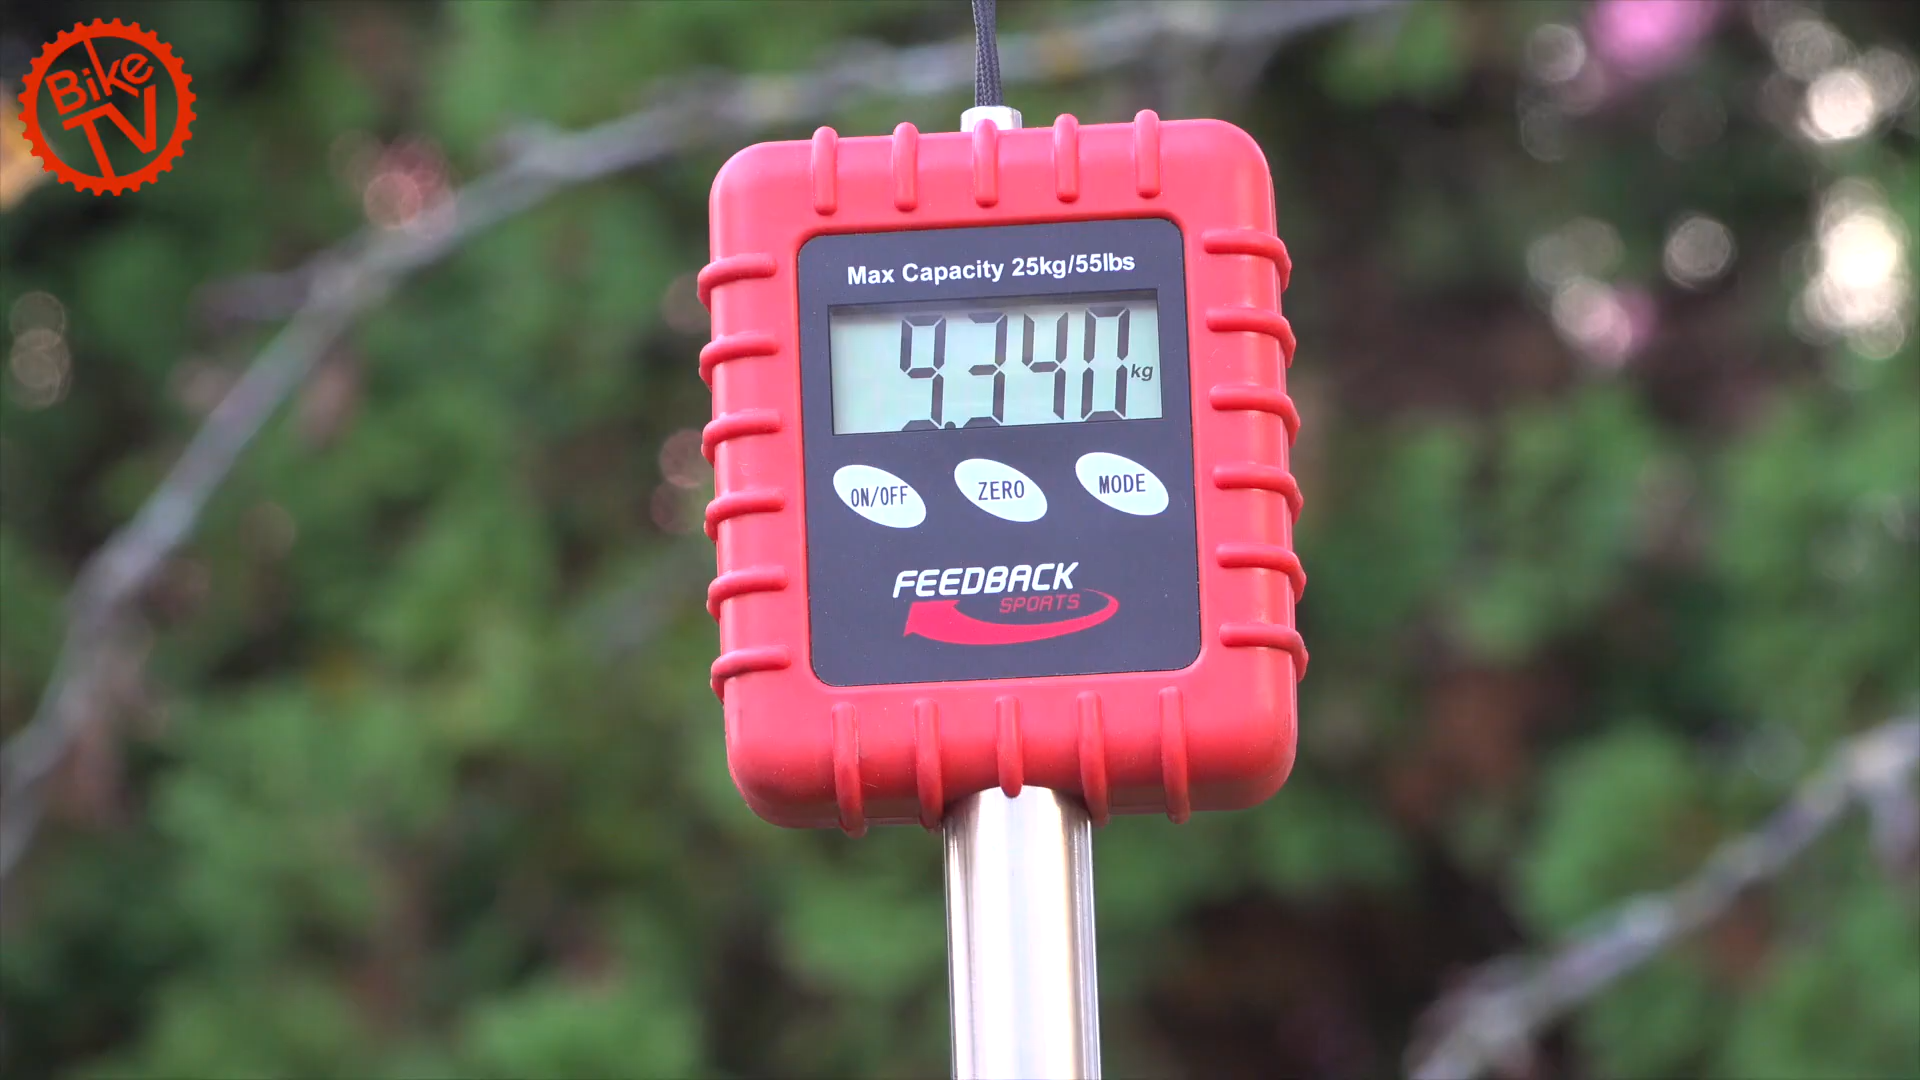 Bike
TV
Max Capacity 25kg/55lbs
9.340 kg
ON/OFF ZERO MODE
FEEDBACK
SPORTS